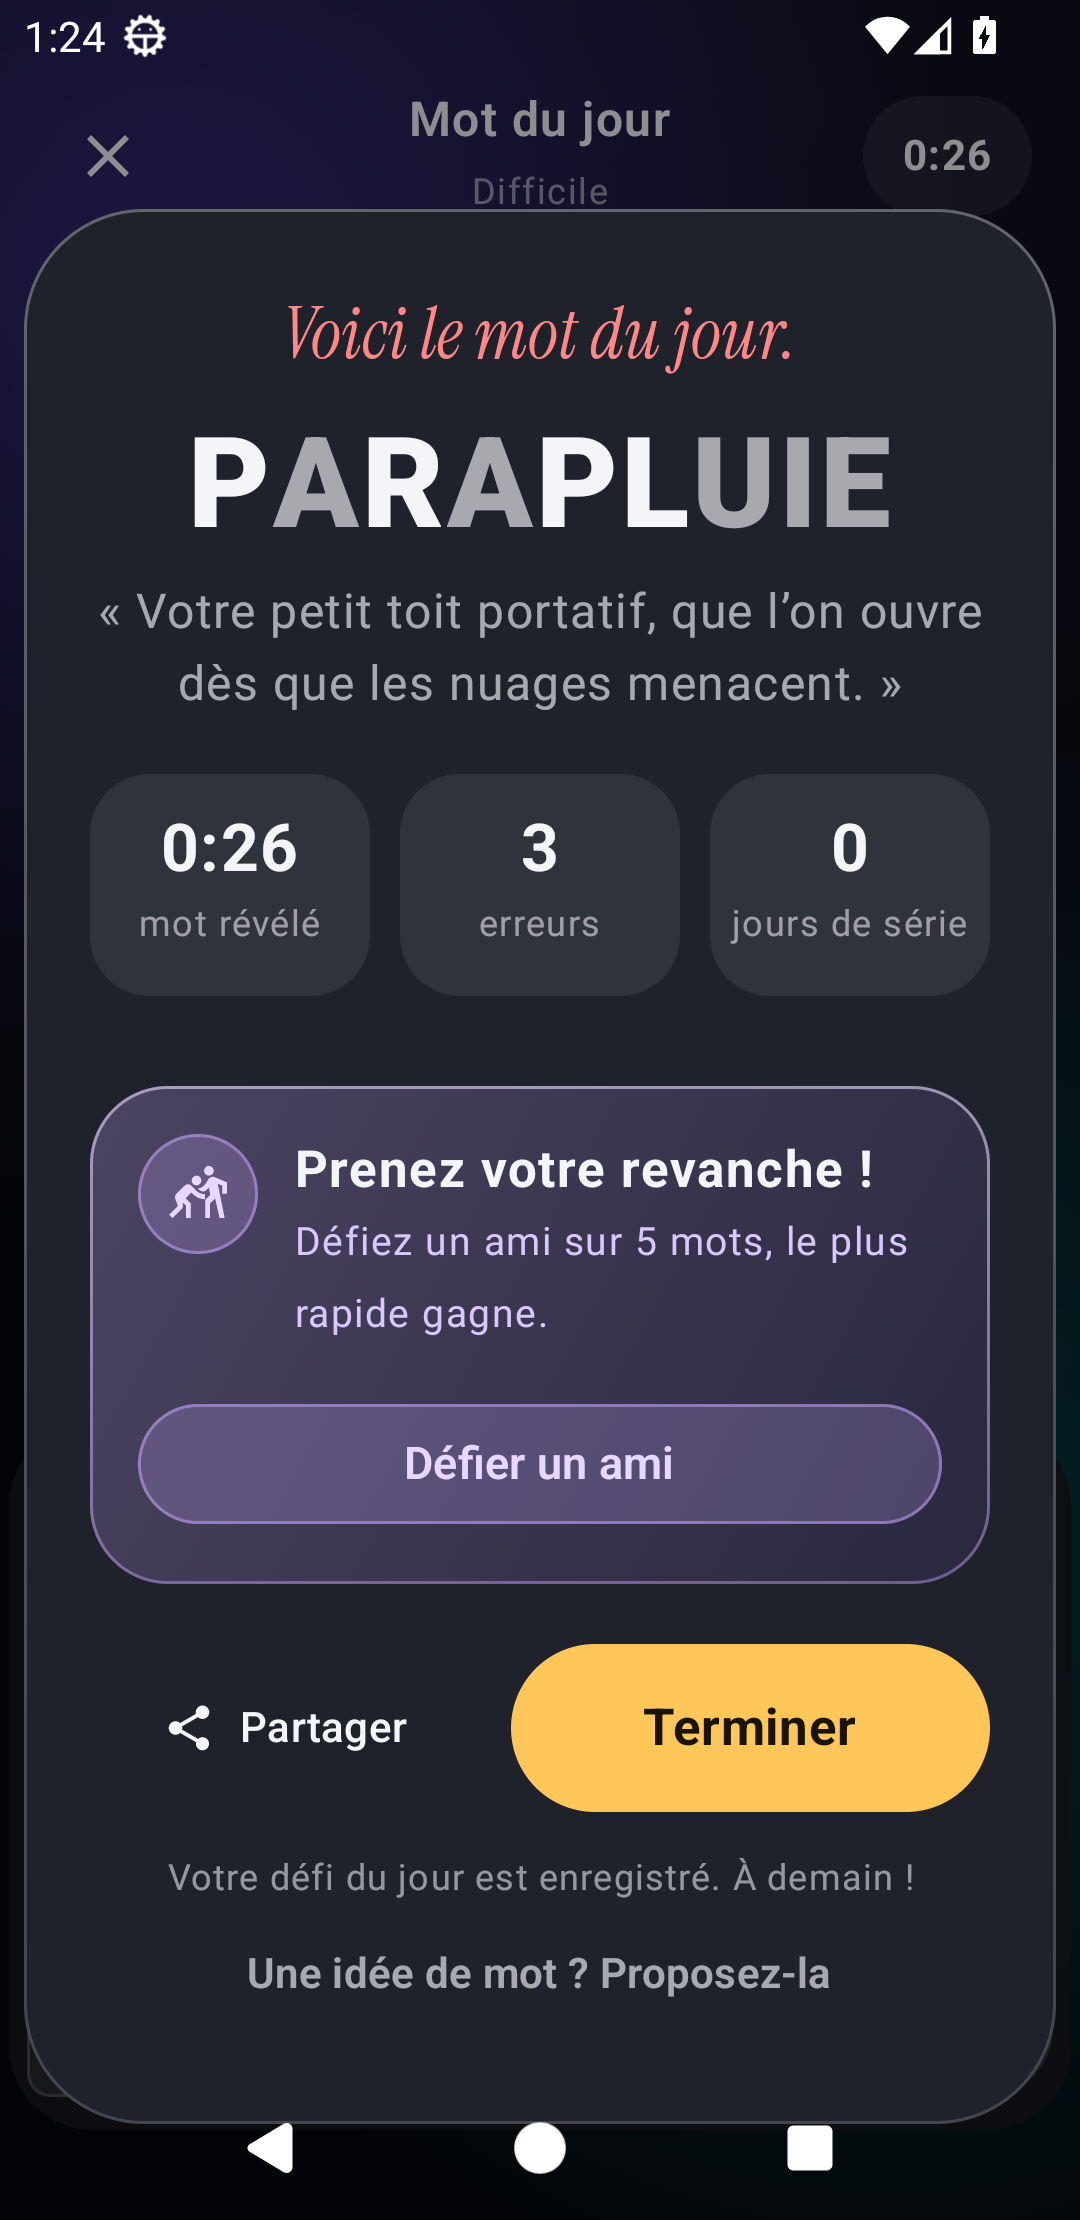 1:24
Mot du jour
0:26
Difficile
Voici le mot du jour.
PARAPLUIE
« Votre petit toit portatif, que l’on ouvre
dès que les nuages menacent. »
0:26
mot révélé
3
erreurs
0
jours de série
Prenez votre revanche !
Défiez un ami sur 5 mots, le plus
rapide gagne.
Défier un ami
Partager
Terminer
Votre défi du jour est enregistré. À demain !
Une idée de mot ? Proposez-la